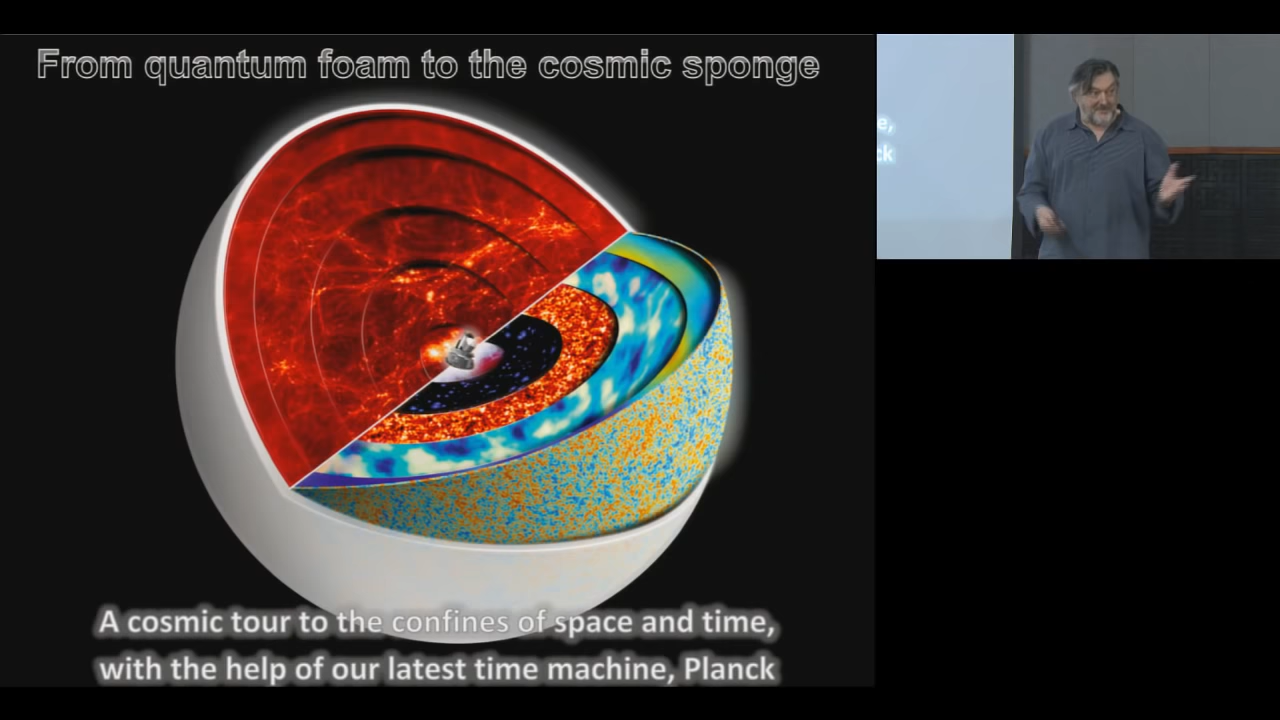 From quantum foam to the cosmic sponge
A cosmic tour to the confines of space and time,
with the help of our latest time machine, Planck
e,
ck